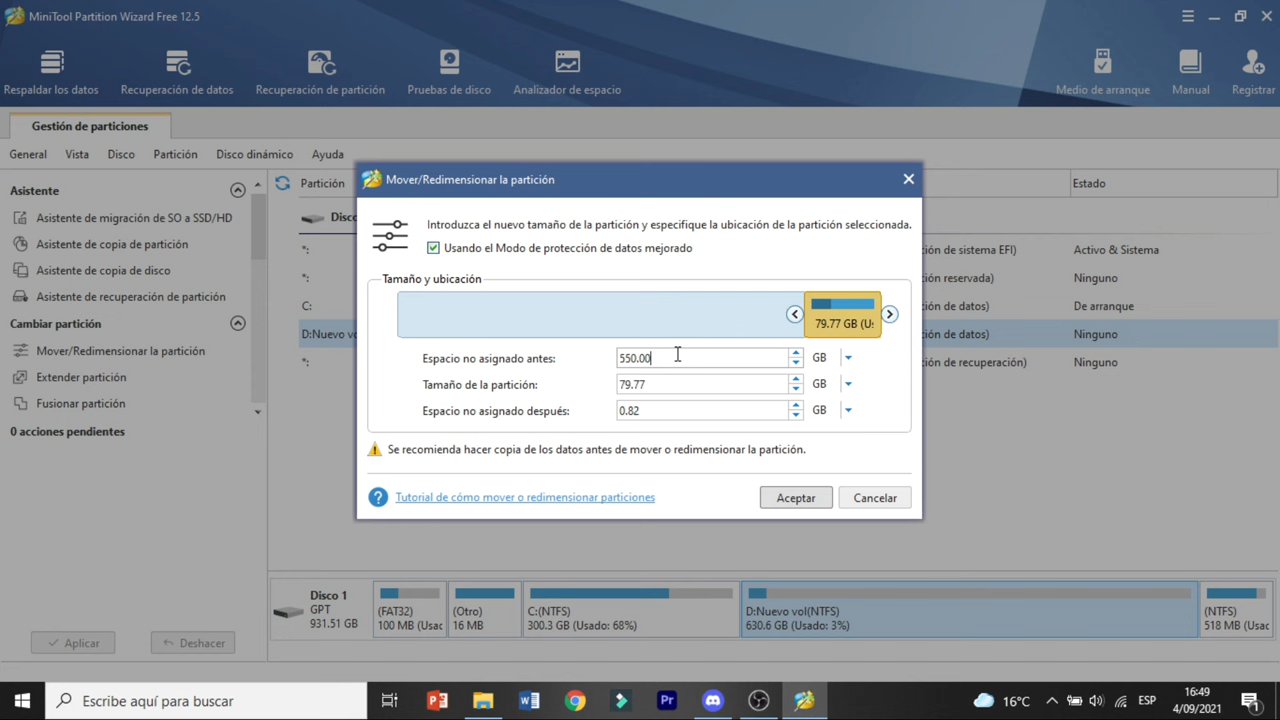 MiniTool Partition Wizard Free 12.5
Respaldar los datos
Recuperación de datos
Recuperación de partición
Pruebas de disco
Analizador de espacio
Medio de arranque
Manual
Registrar
Gestión de particiones
General Vista Disco Partición Disco dinámico Ayuda
Asistente
Asistente de migración de SO a SSD/HD
Asistente de copia de partición
Asistente de copia de disco
Asistente de recuperación de partición
Cambiar partición
Mover/Redimensionar la partición
Extender partición
Fusionar partición
0 acciones pendientes
Aplicar
Deshacer
Partición
Estado
Disco
*:
ión de sistema EFI) Activo & Sistema
*:
ión reservada) Ninguno
C:
ión de datos) De arranque
D:Nuevo vo
ión de datos) Ninguno
*:
ión de recuperación) Ninguno
Mover/Redimensionar la partición
Introduzca el nuevo tamaño de la partición y especifique la ubicación de la partición seleccionada.
Usando el Modo de protección de datos mejorado
Tamaño y ubicación
79.77 GB (U:
Espacio no asignado antes: 550.00 GB
Tamaño de la partición: 79.77 GB
Espacio no asignado después: 0.82 GB
Se recomienda hacer copia de los datos antes de mover o redimensionar la partición.
Tutorial de cómo mover o redimensionar particiones
Aceptar
Cancelar
Disco 1
GPT
931.51 GB
(FAT32)
100 MB (Usac
(Otro)
16 MB
C:(NTFS)
300.3 GB (Usado: 68%)
D:Nuevo vol(NTFS)
630.6 GB (Usado: 3%)
(NTFS)
518 MB (Usac
Escribe aquí para buscar
16°C
ESP
16:49
4/09/2021
1